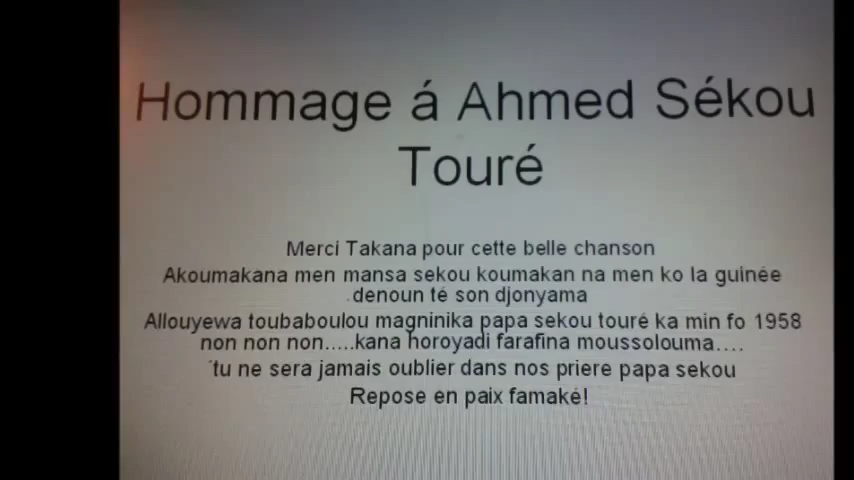 Hommage á Ahmed Sékou
Touré
Merci Takana pour cette belle chanson
Akoumakana men mansa sekou koumakan na men ko la guinée
denoun té son djonyama
Allouyewa toubaboulou magninika papa sekou touré ka min fo 1958
non non non.....kana horoyadi farafina moussolouma....
tu ne sera jamais oublier dans nos priere papa sekou
Repose en paix famaké!